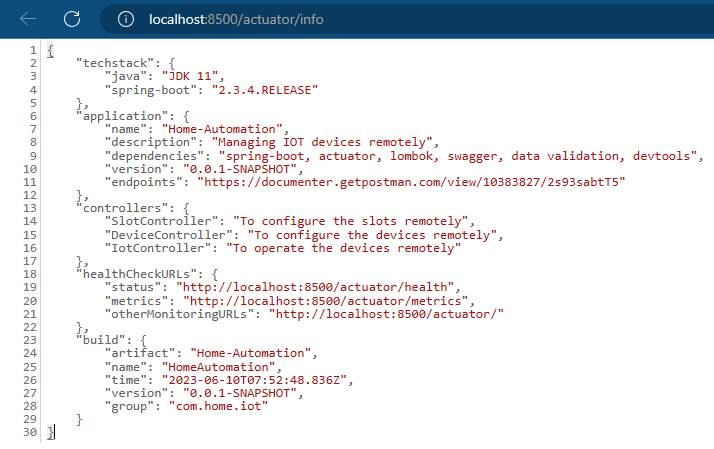 localhost:8500/actuator/info
1 {
2 "techstack": {
3 "java": "JDK 11",
4 "spring-boot": "2.3.4.RELEASE"
5 },
6 "application": {
7 "name": "Home-Automation",
8 "description": "Managing IOT devices remotely",
9 "dependencies": "spring-boot, actuator, lombok, swagger, data validation, devtools",
10 "version": "0.0.1-SNAPSHOT",
11 "endpoints": "https://documenter.getpostman.com/view/10383827/2s93sabtT5"
12 },
13 "controllers": {
14 "SlotController": "To configure the slots remotely",
15 "DeviceController": "To configure the devices remotely",
16 "IotController": "To operate the devices remotely"
17 },
18 "healthCheckURLs": {
19 "status": "http://localhost:8500/actuator/health",
20 "metrics": "http://localhost:8500/actuator/metrics",
21 "otherMonitoringURLs": "http://localhost:8500/actuator/"
22 },
23 "build": {
24 "artifact": "Home-Automation",
25 "name": "HomeAutomation",
26 "time": "2023-06-10T07:52:48.836Z",
27 "version": "0.0.1-SNAPSHOT",
28 "group": "com.home.iot"
29 }
30 }